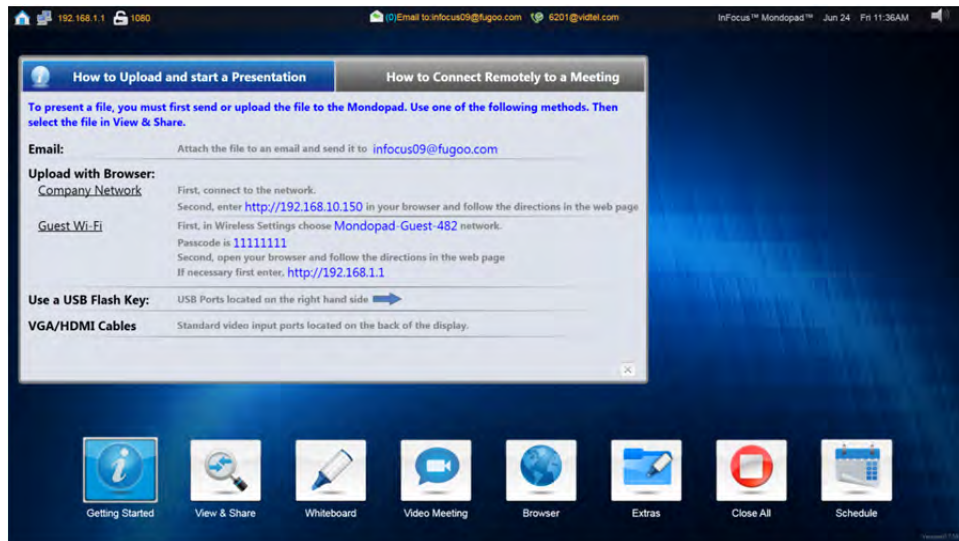 192.168.1.1 1080 (0)Email to:infocus09@fugoo.com 6201@vidtel.com InFocus™ Mondopad™ Jun 24 Fri 11:36AM
How to Upload and start a Presentation How to Connect Remotely to a Meeting
To present a file, you must first send or upload the file to the Mondopad. Use one of the following methods. Then
select the file in View & Share.
Email: Attach the file to an email and send it to infocus09@fugoo.com
Upload with Browser:
Company Network First, connect to the network.
Second, enter http://192.168.10.150 in your browser and follow the directions in the web page
Guest Wi-Fi First, in Wireless Settings choose Mondopad-Guest-482 network.
Passcode is 11111111
Second, open your browser and follow the directions in the web page
If necessary first enter, http://192.168.1.1
Use a USB Flash Key: USB Ports located on the right hand side
VGA/HDMI Cables Standard video input ports located on the back of the display.
Getting Started View & Share Whiteboard Video Meeting Browser Extras Close All Schedule